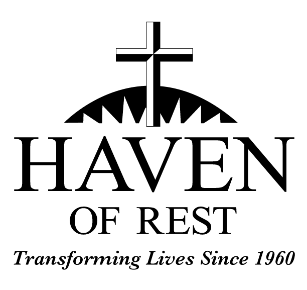 HAVEN
OF REST
Transforming Lives Since 1960